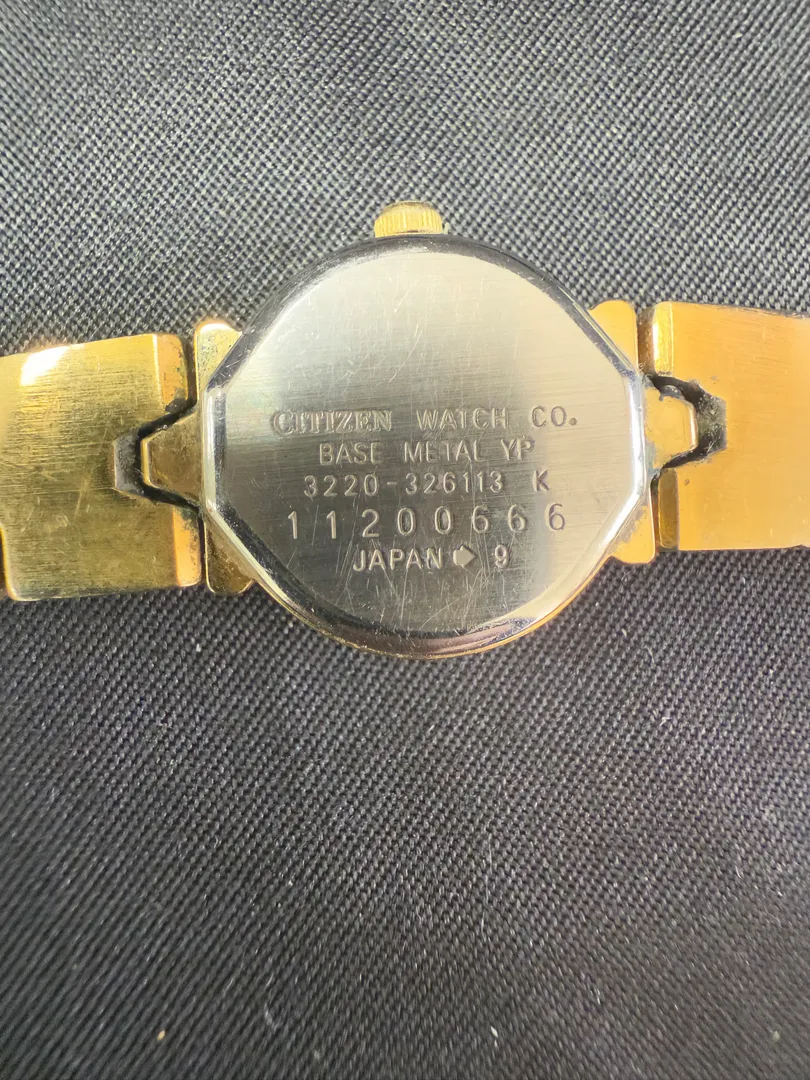 CITIZEN WATCH CO.
BASE METAL YP
3220-326113 K
11200666
JAPAN 9